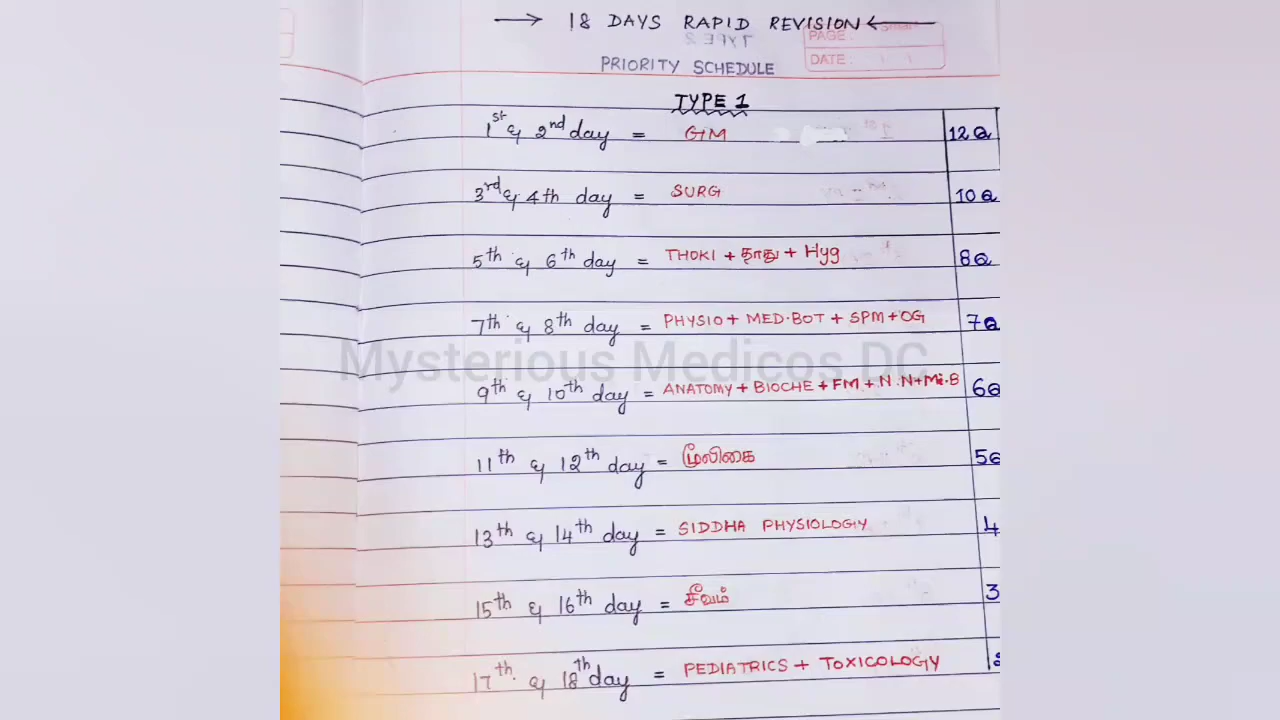 → 18 DAYS RAPID REVISION ←
PAGE :
TYPE 2
DATE :
PRIORITY SCHEDULE
TYPE 1
1st & 2nd day = GM 12Q
3rd & 4th day = SURG 10Q
5th & 6th day = THOKI + தாது + Hyg 8Q
7th & 8th day = PHYSIO + MED.BOT + SPM + OG 7Q
Mysterious Medicos DC
9th & 10th day = ANATOMY + BIOCHE + FM + N.N + Mi.B 6Q
11th & 12th day = மூலிகை 5Q
13th & 14th day = SIDDHA PHYSIOLOGY 4
15th & 16th day = சீவம் 3
17th & 18th day = PEDIATRICS + TOXICOLOGY